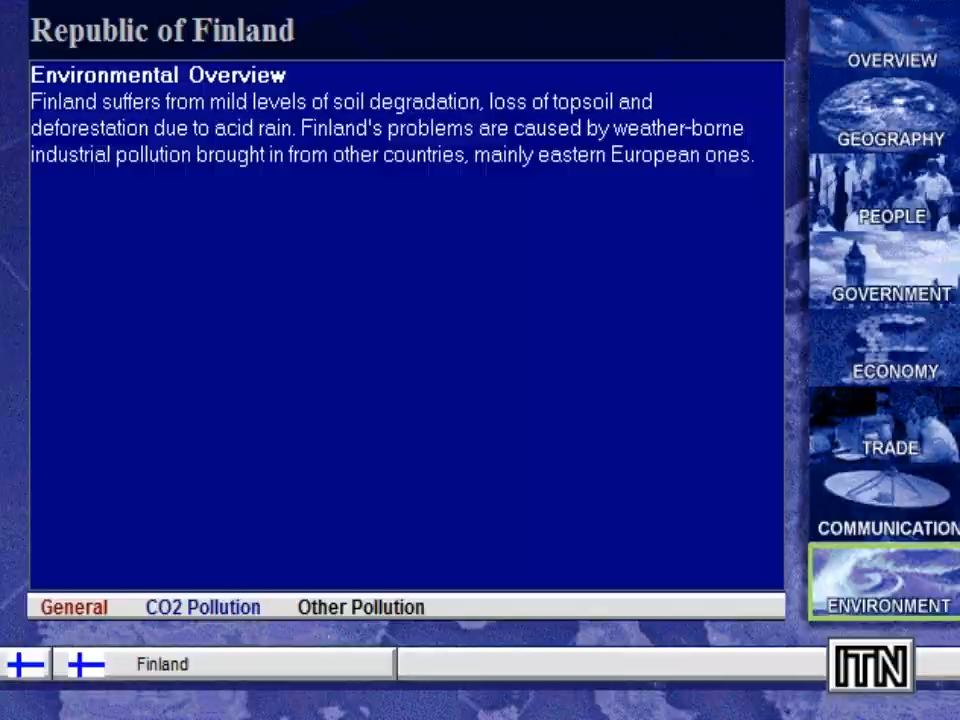 Republic of Finland
Environmental Overview
Finland suffers from mild levels of soil degradation, loss of topsoil and
deforestation due to acid rain. Finland's problems are caused by weather-borne
industrial pollution brought in from other countries, mainly eastern European ones.
OVERVIEW
GEOGRAPHY
PEOPLE
GOVERNMENT
ECONOMY
TRADE
COMMUNICATION
ENVIRONMENT
General CO2 Pollution Other Pollution
Finland
ITN